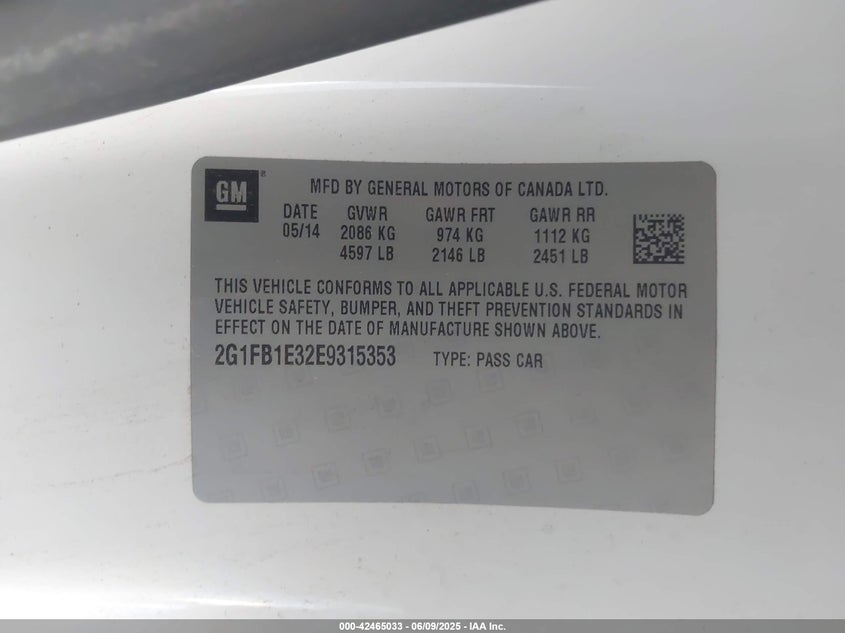 GM®
MFD BY GENERAL MOTORS OF CANADA LTD.
DATE GVWR GAWR FRT GAWR RR
05/14 2086 KG 974 KG 1112 KG
4597 LB 2146 LB 2451 LB
THIS VEHICLE CONFORMS TO ALL APPLICABLE U.S. FEDERAL MOTOR
VEHICLE SAFETY, BUMPER, AND THEFT PREVENTION STANDARDS IN
EFFECT ON THE DATE OF MANUFACTURE SHOWN ABOVE.
2G1FB1E32E9315353 TYPE: PASS CAR
000-42465033 - 06/09/2025 - IAA Inc.